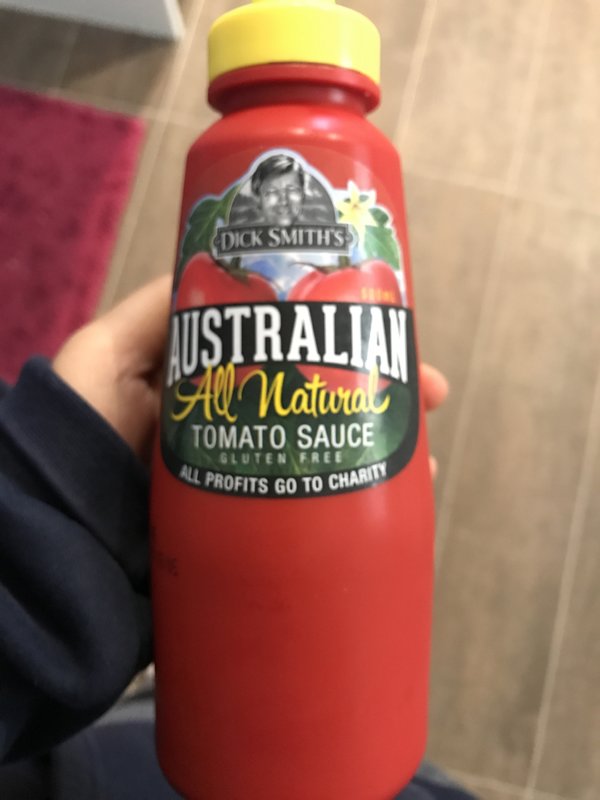 DICK SMITH'S
AUSTRALIAN
All Natural
TOMATO SAUCE
GLUTEN FREE
ALL PROFITS GO TO CHARITY